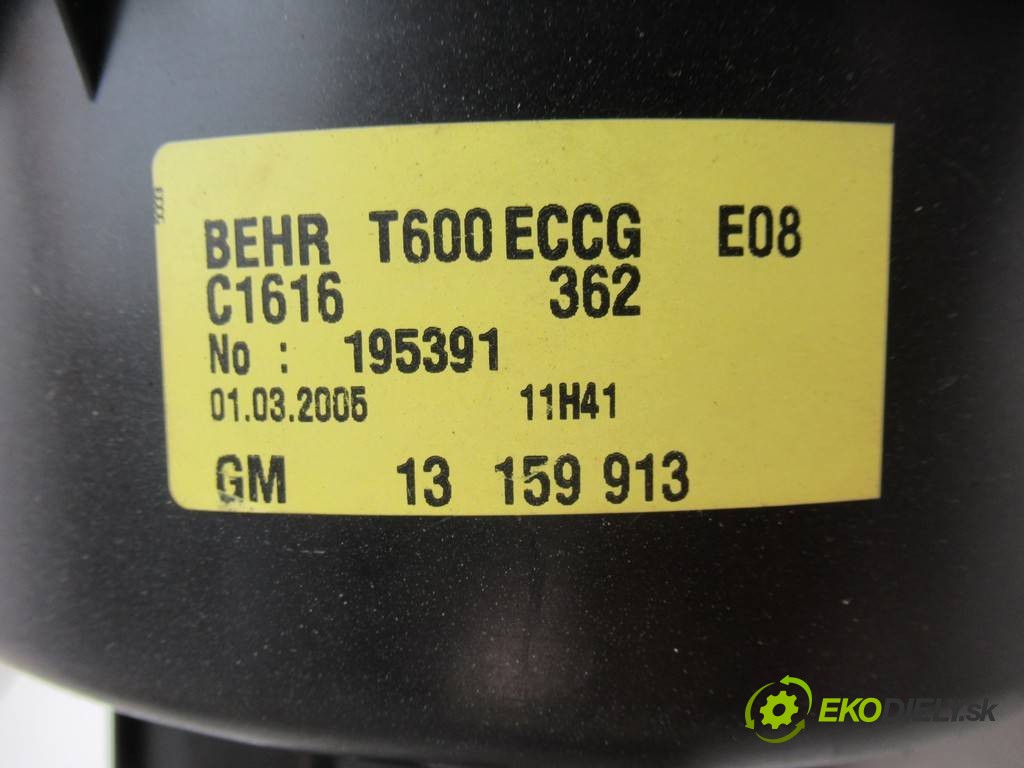 BEHR T600 ECCG E08
C1616 362
No : 195391
01.03.2005 11H41
GM 13 159 913
EKODIELY.sk